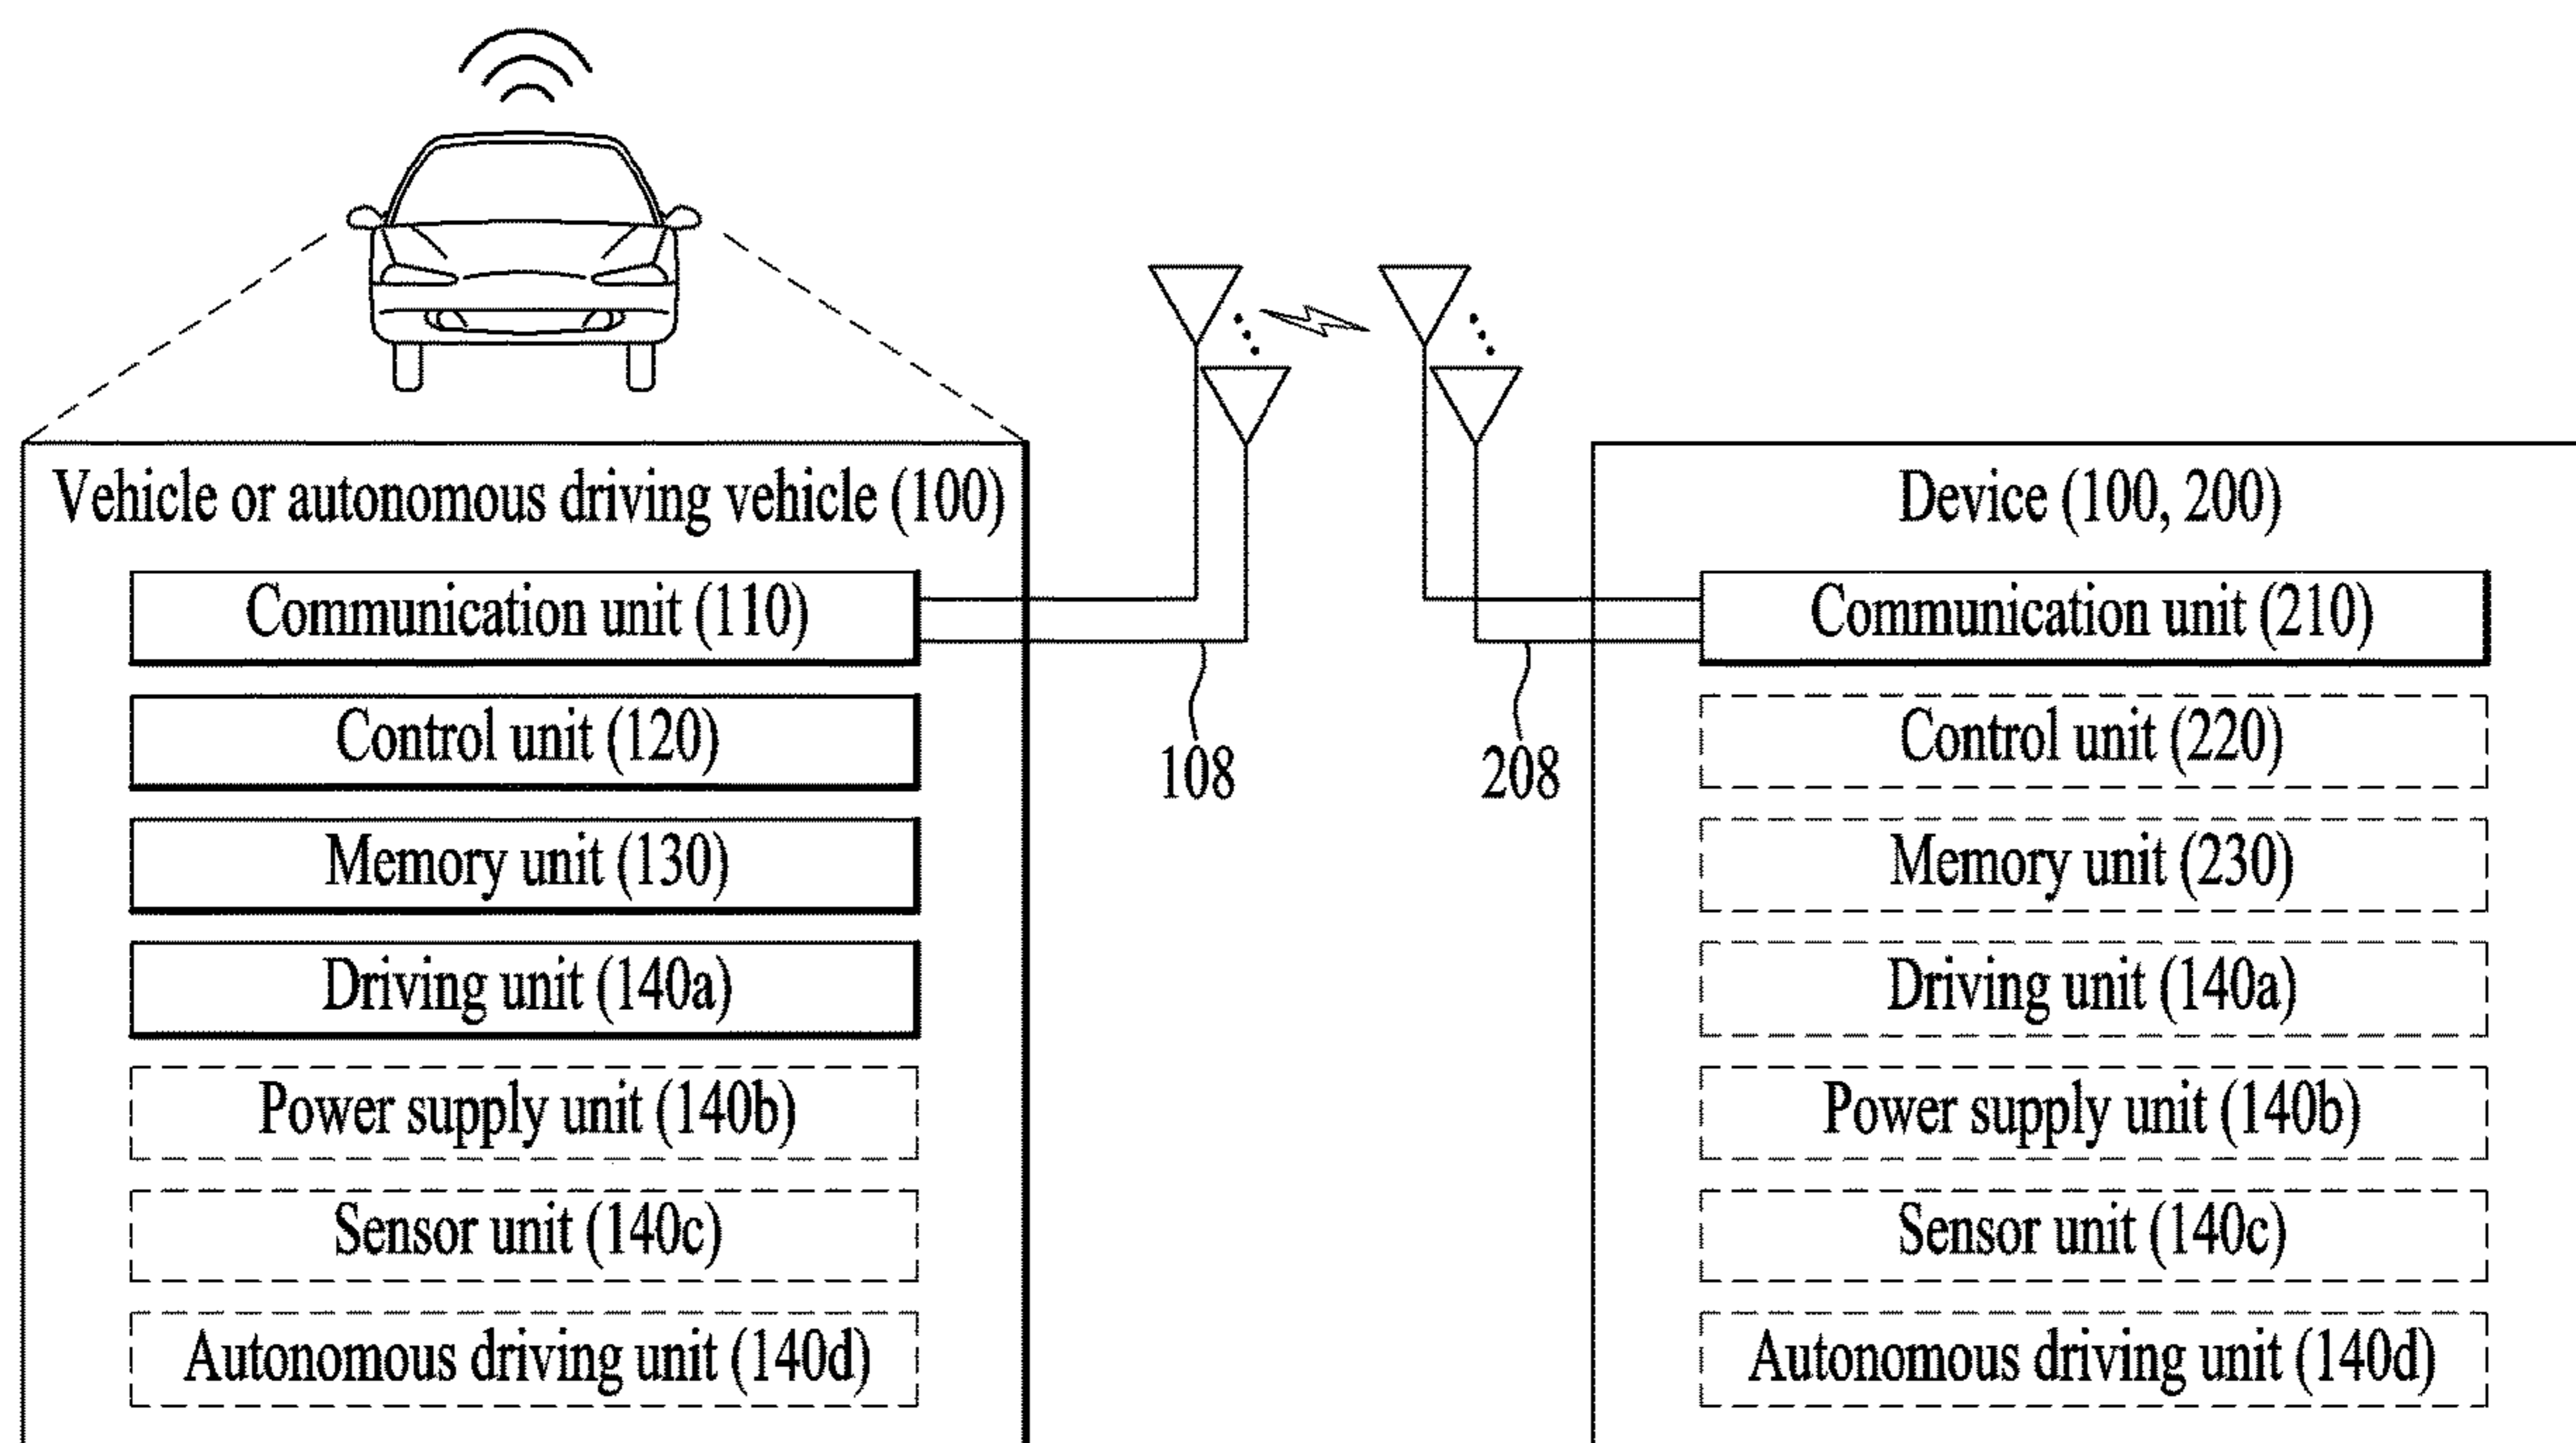 Vehicle or autonomous driving vehicle (100)
Communication unit (110)
Control unit (120)
Memory unit (130)
Driving unit (140a)
Power supply unit (140b)
Sensor unit (140c)
Autonomous driving unit (140d)
108
208
Device (100, 200)
Communication unit (210)
Control unit (220)
Memory unit (230)
Driving unit (140a)
Power supply unit (140b)
Sensor unit (140c)
Autonomous driving unit (140d)